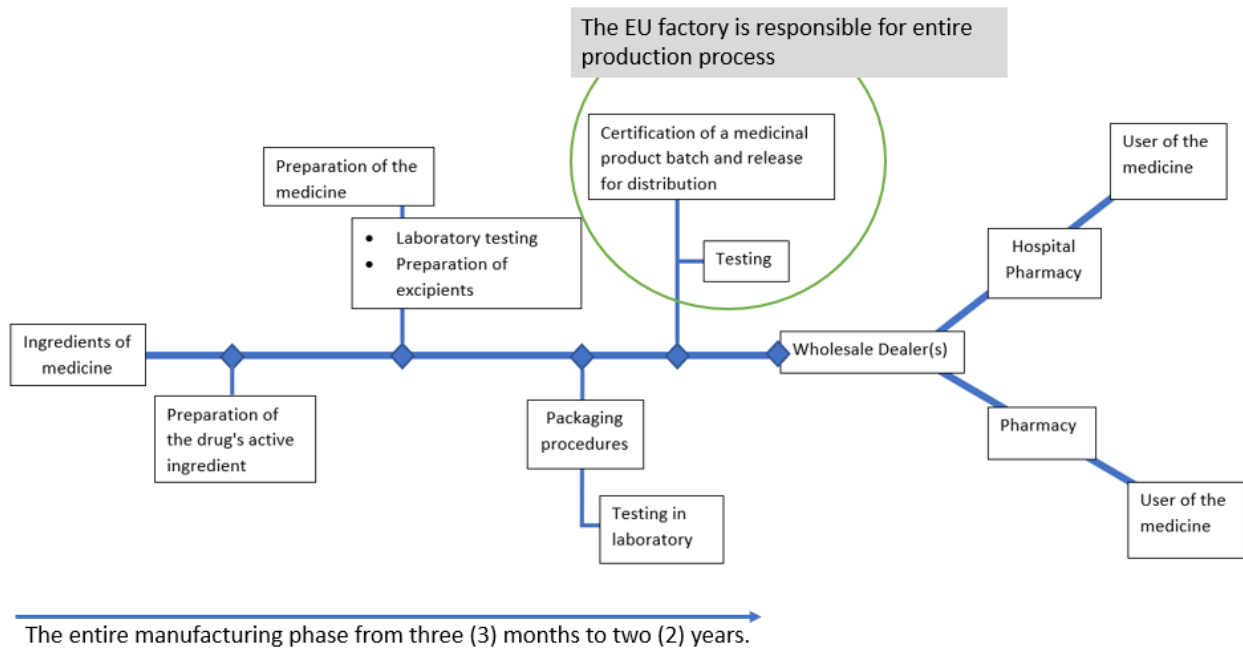 The EU factory is responsible for entire
production process
Certification of a medicinal
product batch and release
for distribution
Testing
Preparation of the
medicine
• Laboratory testing
• Preparation of
excipients
User of the
medicine
Hospital
Pharmacy
Ingredients of
medicine
Wholesale Dealer(s)
Preparation of
the drug's active
ingredient
Packaging
procedures
Testing in
laboratory
Pharmacy
User of the
medicine
The entire manufacturing phase from three (3) months to two (2) years.